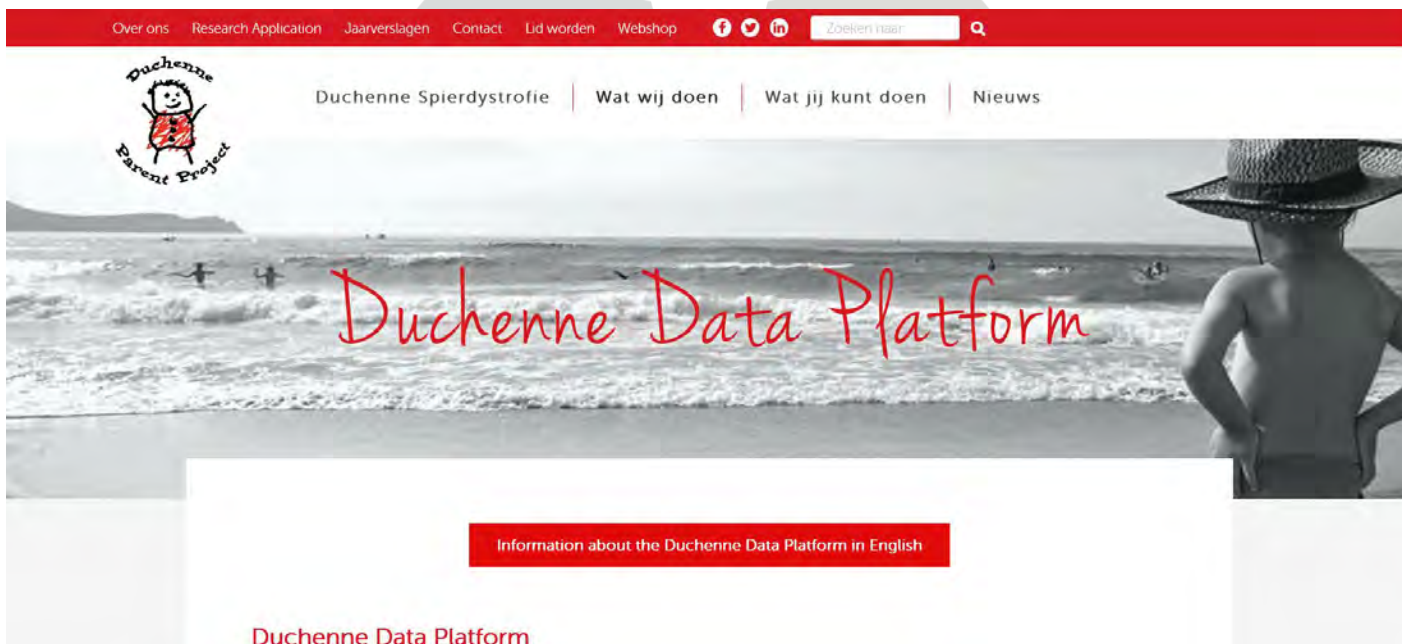 Over ons Research Application Jaarverslagen Contact Lid worden Webshop Zoeken naar
Duchenne
Parent Project
Duchenne Spierdystrofie Wat wij doen Wat jij kunt doen Nieuws
Duchenne Data Platform
Information about the Duchenne Data Platform in English
Duchenne Data Platform